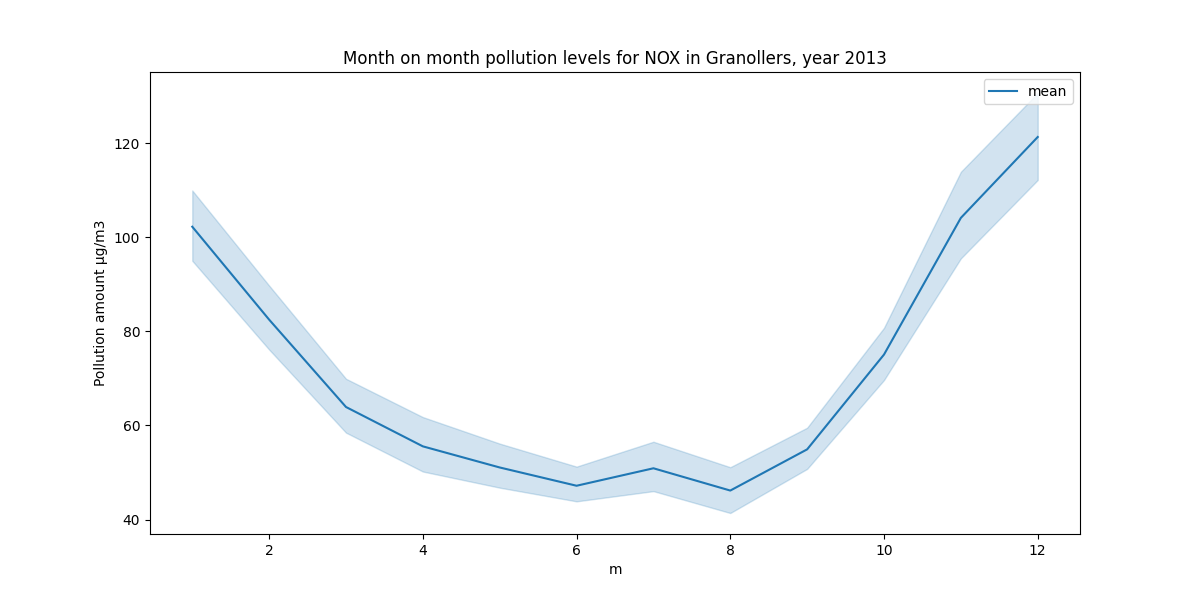 Month on month pollution levels for NOX in Granollers, year 2013
mean
Pollution amount µg/m3
120
100
80
60
40
2 4 6 8 10 12
m